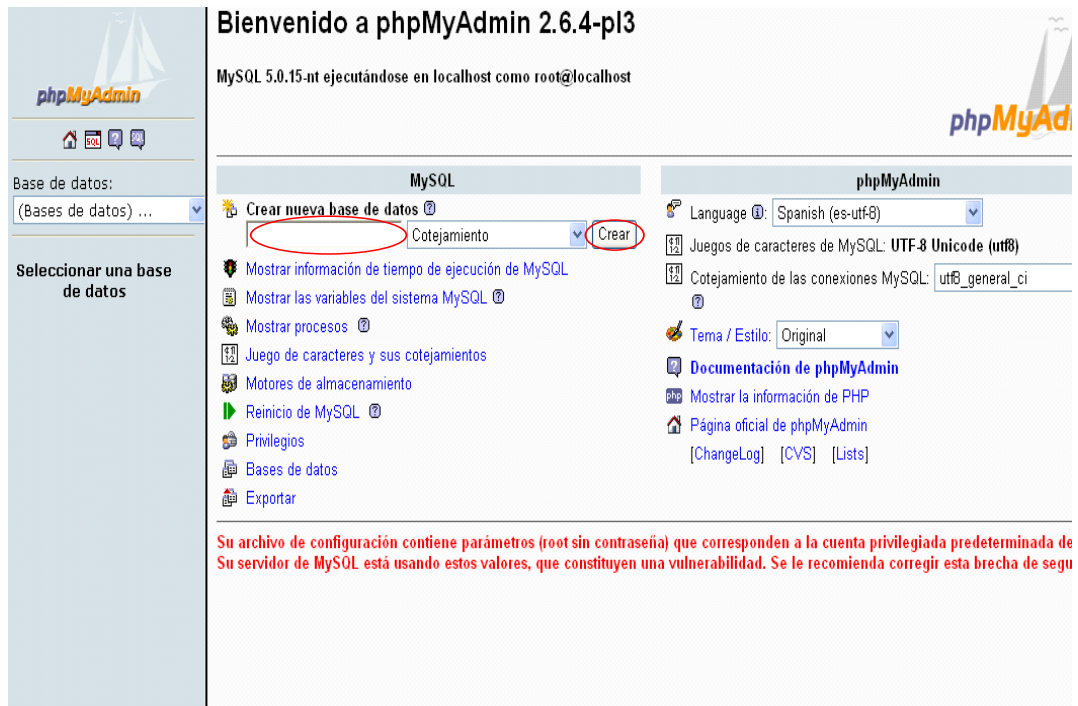 phpMyAdmin
SQL
Base de datos:
(Bases de datos) ...
Seleccionar una base
de datos
Bienvenido a phpMyAdmin 2.6.4-pl3
MySQL 5.0.15-nt ejecutándose en localhost como root@localhost
phpMyAd
MySQL
Crear nueva base de datos
Cotejamiento
Crear
Mostrar información de tiempo de ejecución de MySQL
Mostrar las variables del sistema MySQL
Mostrar procesos
Juego de caracteres y sus cotejamientos
Motores de almacenamiento
Reinicio de MySQL
Privilegios
Bases de datos
Exportar
phpMyAdmin
Language: Spanish (es-utf-8)
Juegos de caracteres de MySQL: UTF-8 Unicode (utf8)
Cotejamiento de las conexiones MySQL: utf8_general_ci
Tema / Estilo: Original
Documentación de phpMyAdmin
php Mostrar la información de PHP
Página oficial de phpMyAdmin
[ChangeLog] [CVS] [Lists]
Su archivo de configuración contiene parámetros (root sin contraseña) que corresponden a la cuenta privilegiada predeterminada de
Su servidor de MySQL está usando estos valores, que constituyen una vulnerabilidad. Se le recomienda corregir esta brecha de segu